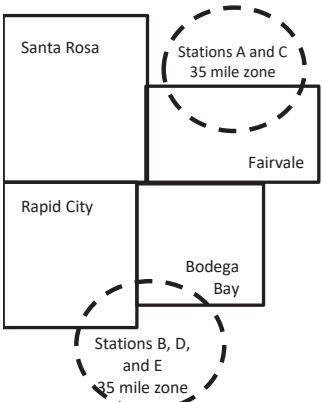 Santa Rosa
Stations A and C
35 mile zone
Fairvale
Rapid City
Bodega
Bay
Stations B, D,
and E
35 mile zone